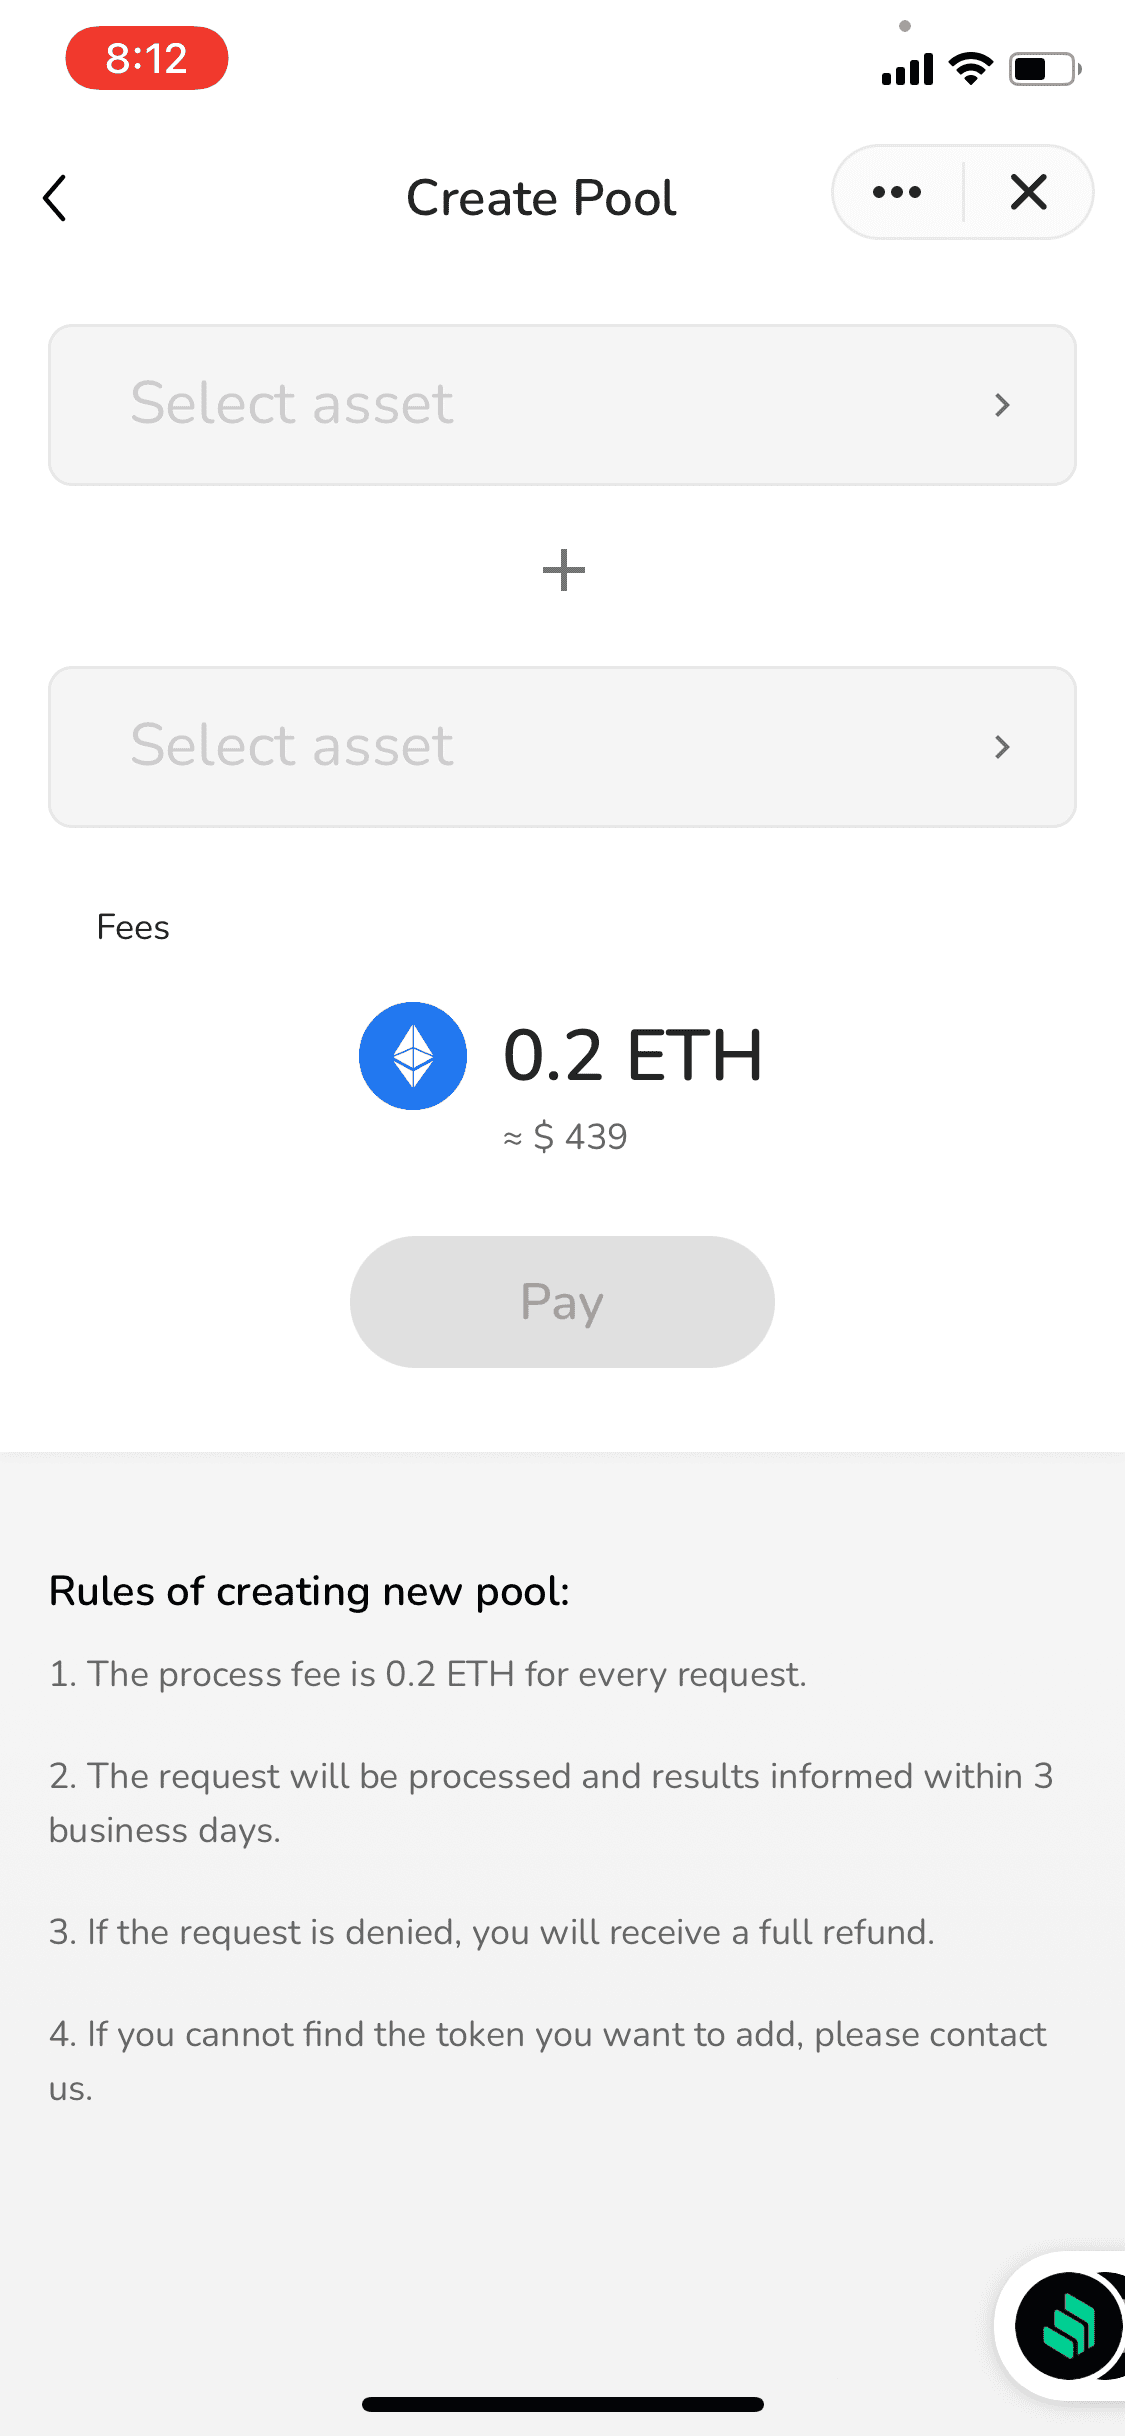 8:12
Create Pool
Select asset
+
Select asset
Fees
0.2 ETH
≈ $ 439
Pay
Rules of creating new pool:
1. The process fee is 0.2 ETH for every request.
2. The request will be processed and results informed within 3
business days.
3. If the request is denied, you will receive a full refund.
4. If you cannot find the token you want to add, please contact
us.